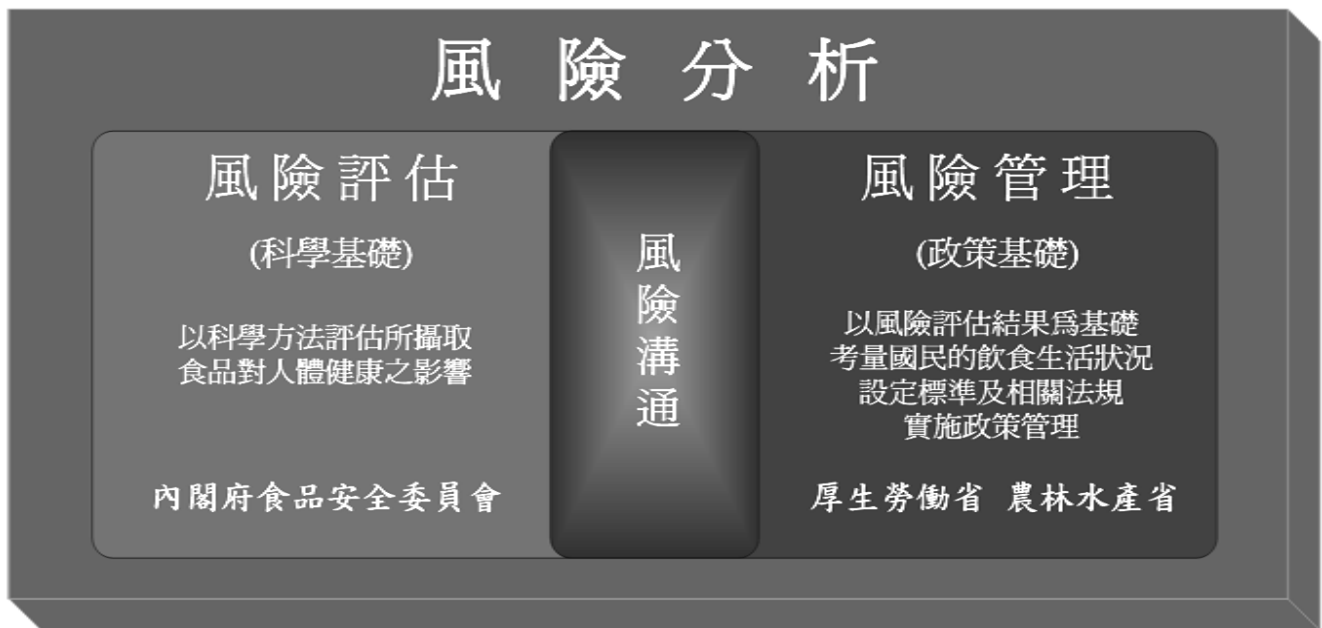 風險分析
風險評估
(科學基礎)
以科學方法評估所攝取
食品對人體健康之影響
內閣府食品安全委員會
風險溝通
風險管理
(政策基礎)
以風險評估結果爲基礎
考量國民的飲食生活狀況
設定標準及相關法規
實施政策管理
厚生勞働省 農林水產省